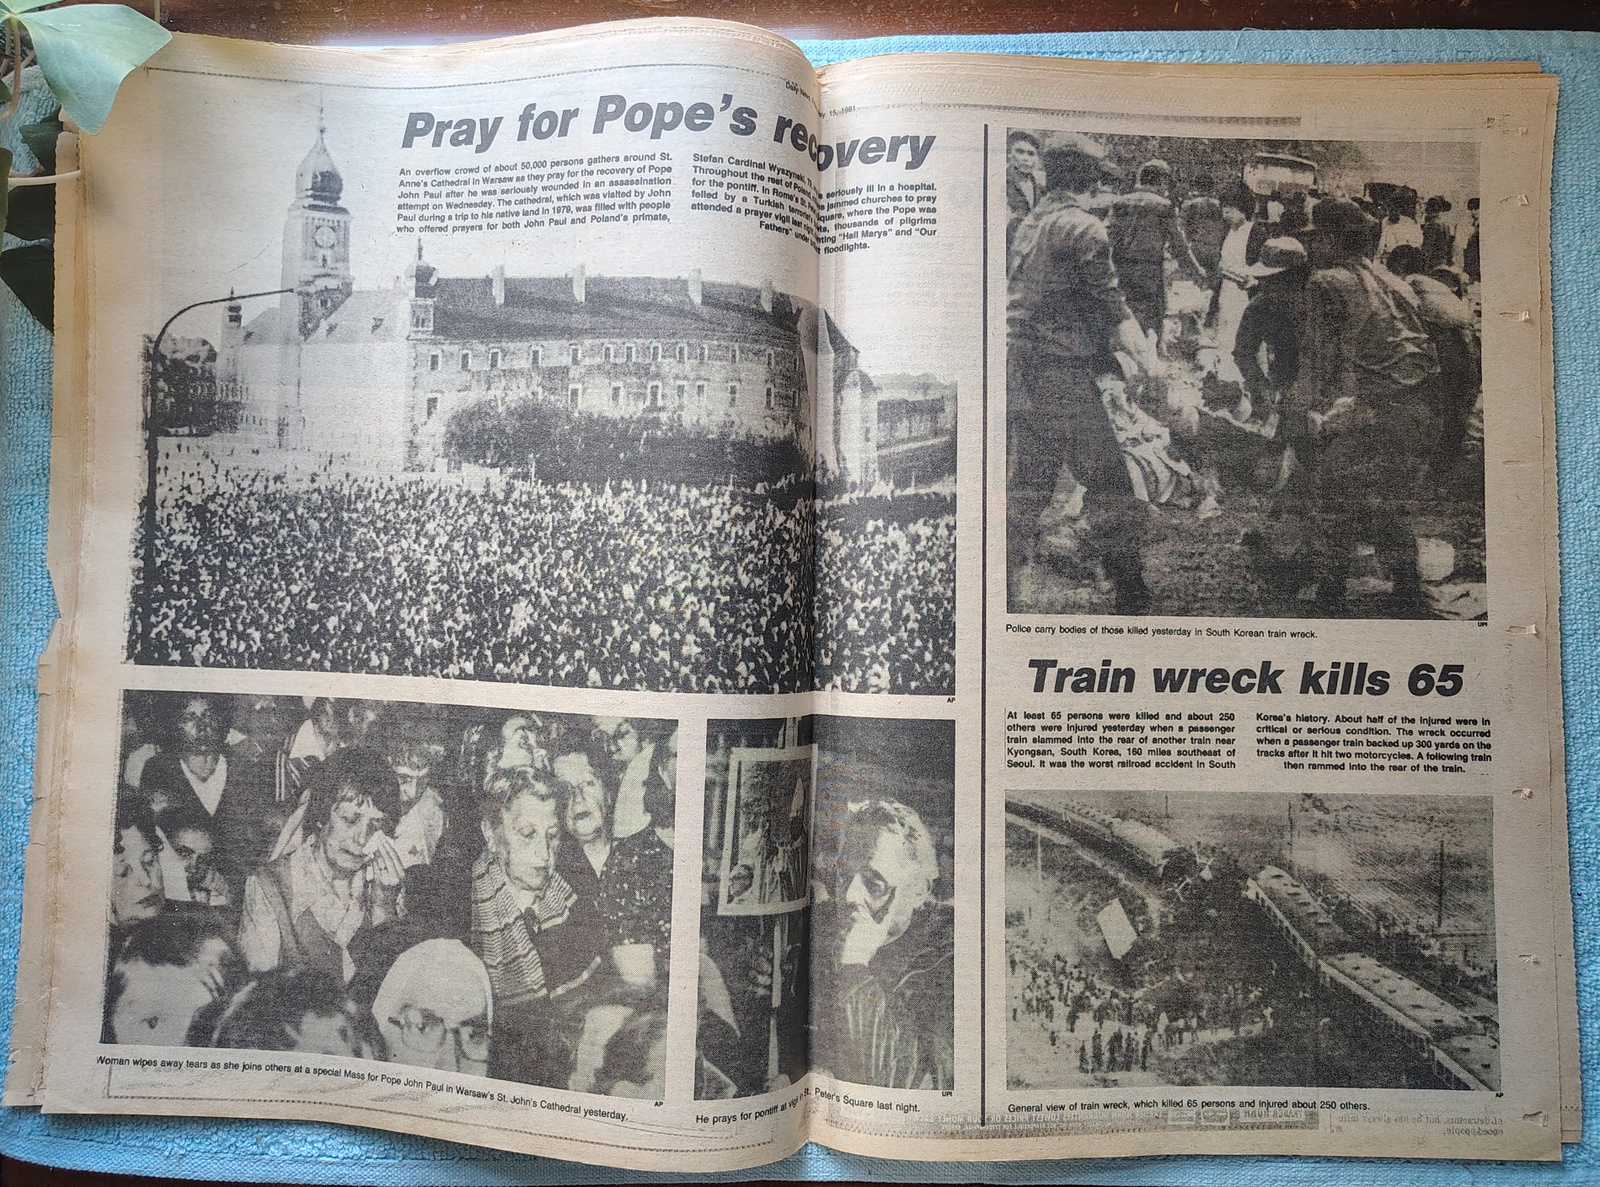 Daily News
y 15, 1981
Pray for Pope's recovery
An overflow crowd of about 50,000 persons gathers around St.
Anne's Cathedral in Warsaw as they pray for the recovery of Pope
John Paul after he was seriously wounded in an assassination
attempt on Wednesday. The cathedral, which was visited by John
Paul during a trip to his native land in 1979, was filled with people
who offered prayers for both John Paul and Poland's primate,
Stefan Cardinal Wyszynski, seriously ill in a hospital.
Throughout the rest of Poland, jammed churches to pray
for the pontiff. In Rome's St. Square, where the Pope was
felled by a Turkish terrorist's thousands of pilgrims
attended a prayer vigil last night "Hail Marys" and "Our
Fathers" under floodlights.
AP
Woman wipes away tears as she joins others at a special Mass for Pope John Paul in Warsaw's St. John's Cathedral yesterday.
AP
He prays for pontiff at vigil in St. Peter's Square last night.
UPI
UPI
Police carry bodies of those killed yesterday in South Korean train wreck.
Train wreck kills 65
At least 65 persons were killed and about 250
others were injured yesterday when a passenger
train slammed into the rear of another train near
Kyongsan, South Korea, 160 miles southeast of
Seoul. It was the worst railroad accident in South
Korea's history. About half of the injured were in
critical or serious condition. The wreck occurred
when a passenger train backed up 300 yards on the
tracks after it hit two motorcycles. A following train
then rammed into the rear of the train.
AP
General view of train wreck, which killed 65 persons and injured about 250 others.